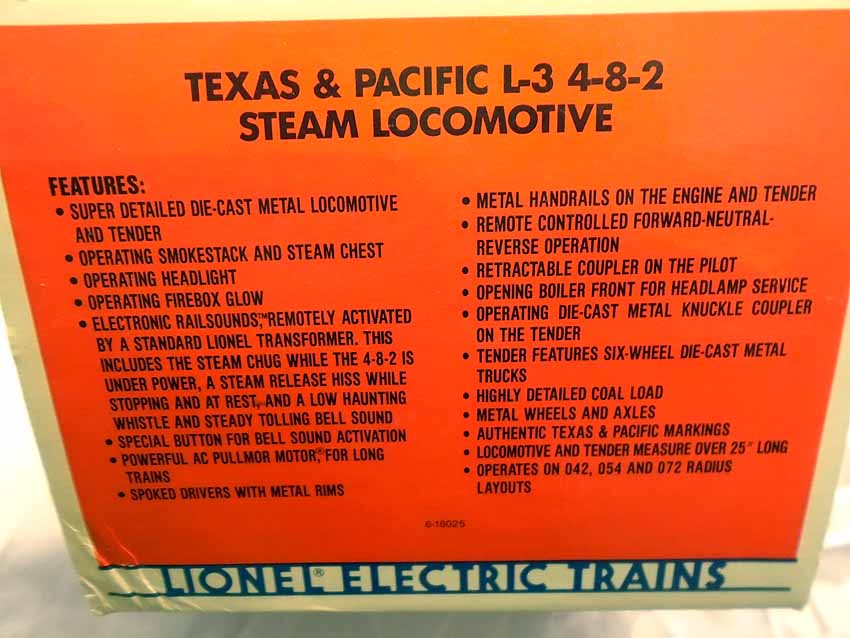 TEXAS & PACIFIC L-3 4-8-2
STEAM LOCOMOTIVE
FEATURES:
• SUPER DETAILED DIE-CAST METAL LOCOMOTIVE
AND TENDER
• OPERATING SMOKESTACK AND STEAM CHEST
• OPERATING HEADLIGHT
• OPERATING FIREBOX GLOW
• ELECTRONIC RAILSOUNDS,™ REMOTELY ACTIVATED
BY A STANDARD LIONEL TRANSFORMER. THIS
INCLUDES THE STEAM CHUG WHILE THE 4-8-2 IS
UNDER POWER, A STEAM RELEASE HISS WHILE
STOPPING AND AT REST, AND A LOW HAUNTING
WHISTLE AND STEADY TOLLING BELL SOUND
• SPECIAL BUTTON FOR BELL SOUND ACTIVATION
• POWERFUL AC PULLMOR MOTOR,® FOR LONG
TRAINS
• SPOKED DRIVERS WITH METAL RIMS
• METAL HANDRAILS ON THE ENGINE AND TENDER
• REMOTE CONTROLLED FORWARD-NEUTRAL-
REVERSE OPERATION
• RETRACTABLE COUPLER ON THE PILOT
• OPENING BOILER FRONT FOR HEADLAMP SERVICE
• OPERATING DIE-CAST METAL KNUCKLE COUPLER
ON THE TENDER
• TENDER FEATURES SIX-WHEEL DIE-CAST METAL
TRUCKS
• HIGHLY DETAILED COAL LOAD
• METAL WHEELS AND AXLES
• AUTHENTIC TEXAS & PACIFIC MARKINGS
• LOCOMOTIVE AND TENDER MEASURE OVER 25" LONG
• OPERATES ON 042, 054 AND 072 RADIUS
LAYOUTS
6-18025
LIONEL® ELECTRIC TRAINS